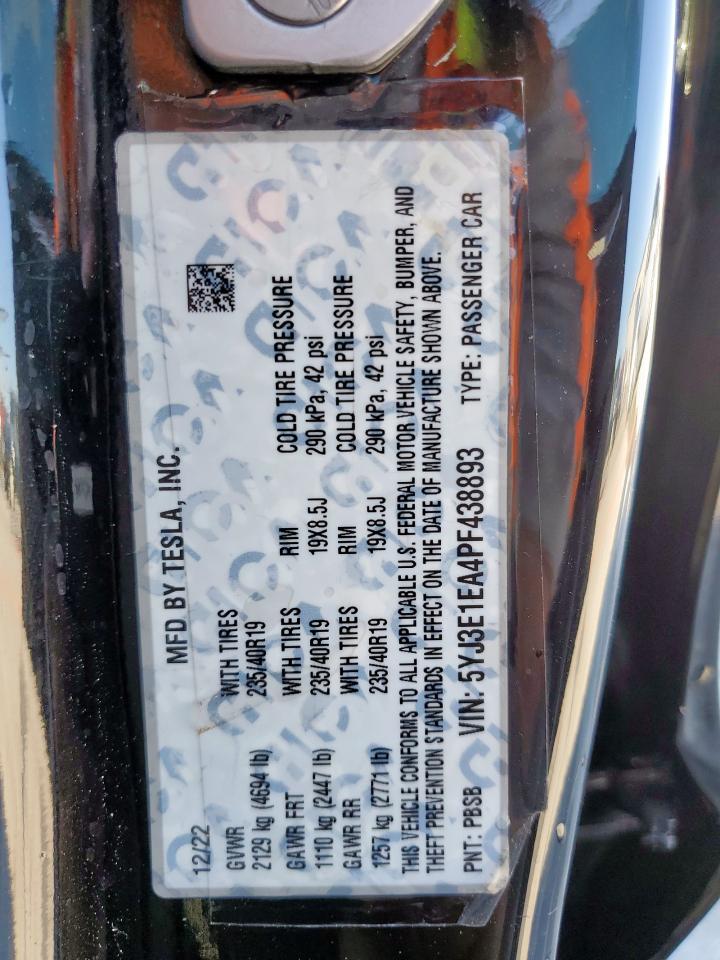 MFD BY TESLA, INC.
12/22
GVWR WITH TIRES
2129 kg (4694 lb) 235/40R19
GAWR FRT WITH TIRES RIM COLD TIRE PRESSURE
1110 kg (2447 lb) 235/40R19 19X8.5J 290 kPa, 42 psi
GAWR RR WITH TIRES RIM COLD TIRE PRESSURE
1257 kg (2771 lb) 235/40R19 19X8.5J 290 kPa, 42 psi
THIS VEHICLE CONFORMS TO ALL APPLICABLE U.S. FEDERAL MOTOR VEHICLE SAFETY, BUMPER, AND
THEFT PREVENTION STANDARDS IN EFFECT ON THE DATE OF MANUFACTURE SHOWN ABOVE.
PNT: PBSB VIN: 5YJ3E1EA4PF438893 TYPE: PASSENGER CAR